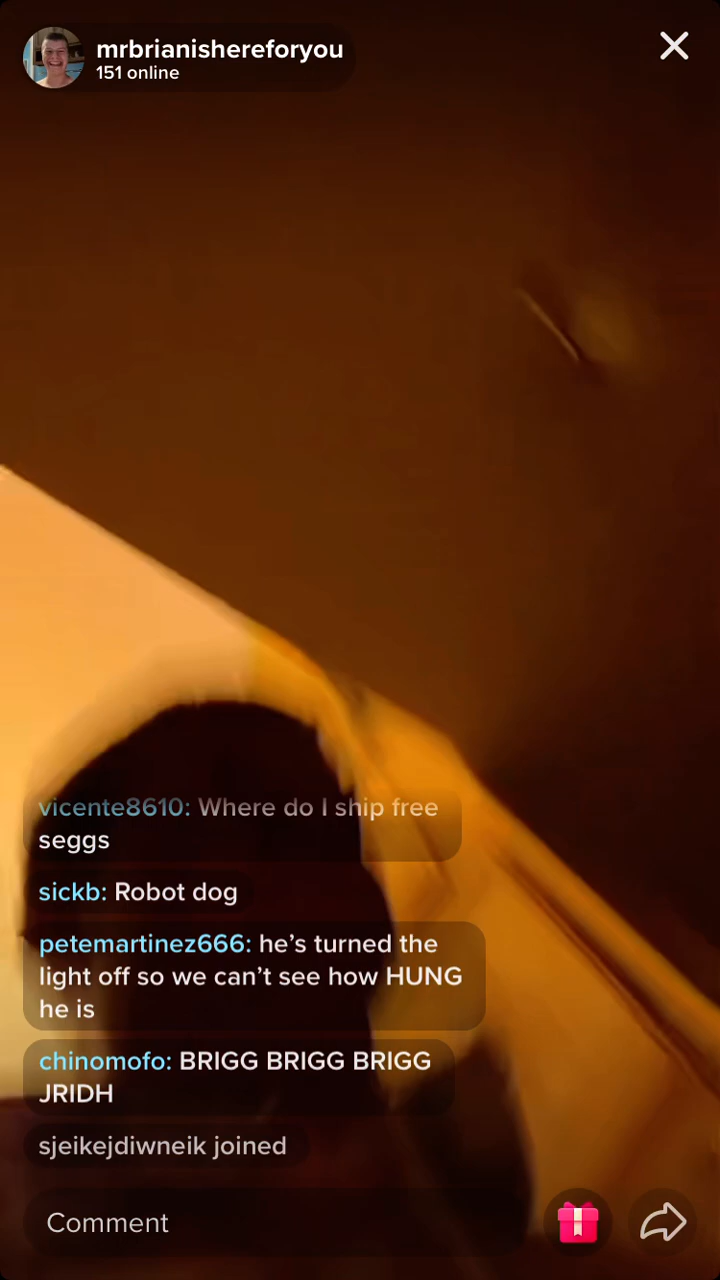 mrbrianishereforyou
151 online
vicente8610: Where do I ship free
seggs
sickb: Robot dog
petemartinez666: he’s turned the
light off so we can’t see how HUNG
he is
chinomofo: BRIGG BRIGG BRIGG
JRIDH
sjeikejdiwneik joined
Comment